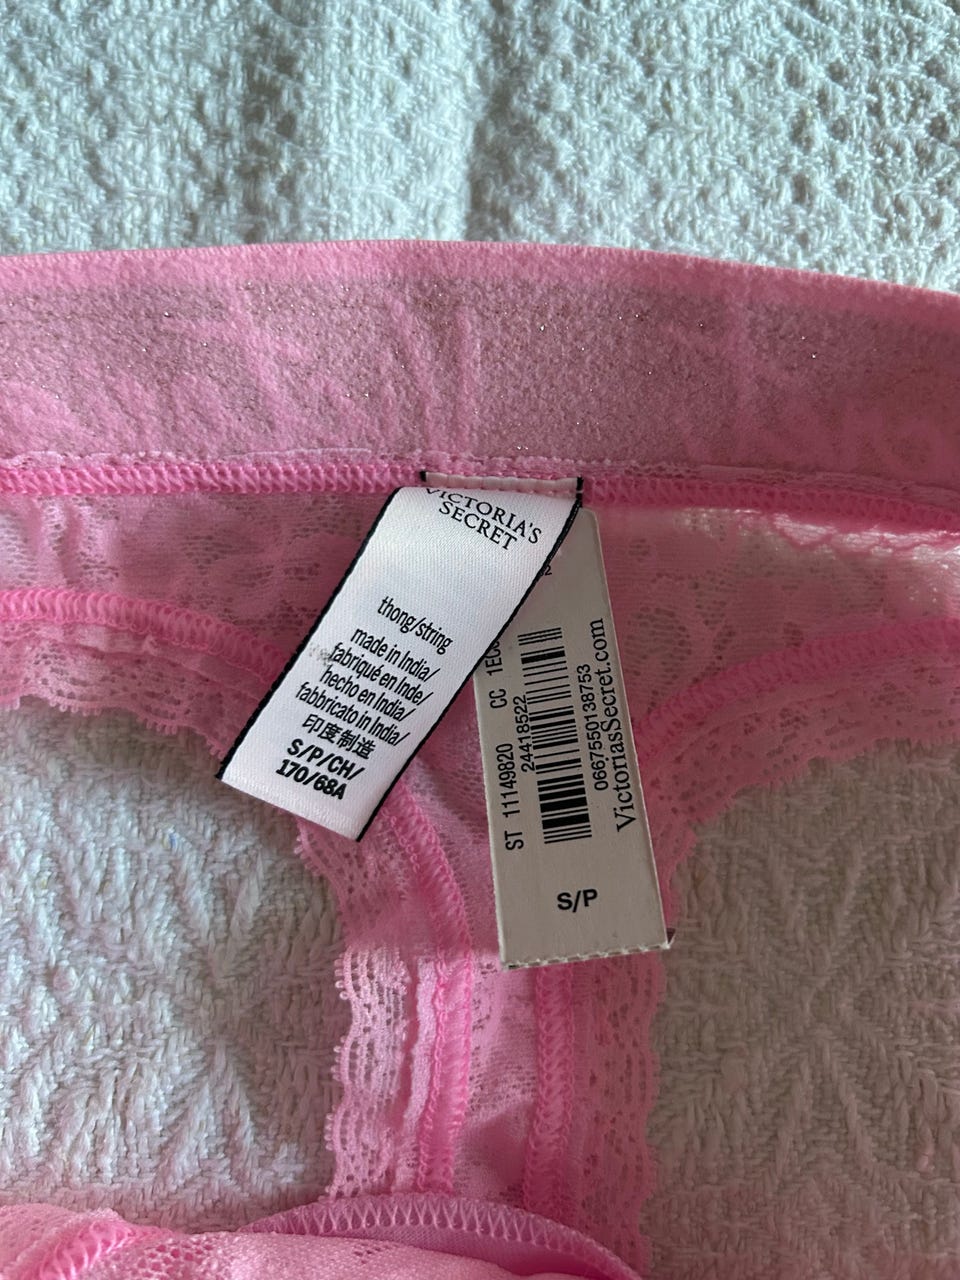 VICTORIA'S
SECRET
thong/string
made in India/
fabriqué en Inde/
hecho en India/
fabbricato in India/
印度制造
S/P/CH/
170/68A
ST 11149820 CC
24418522
0667550138753
VictoriasSecret.com
S/P